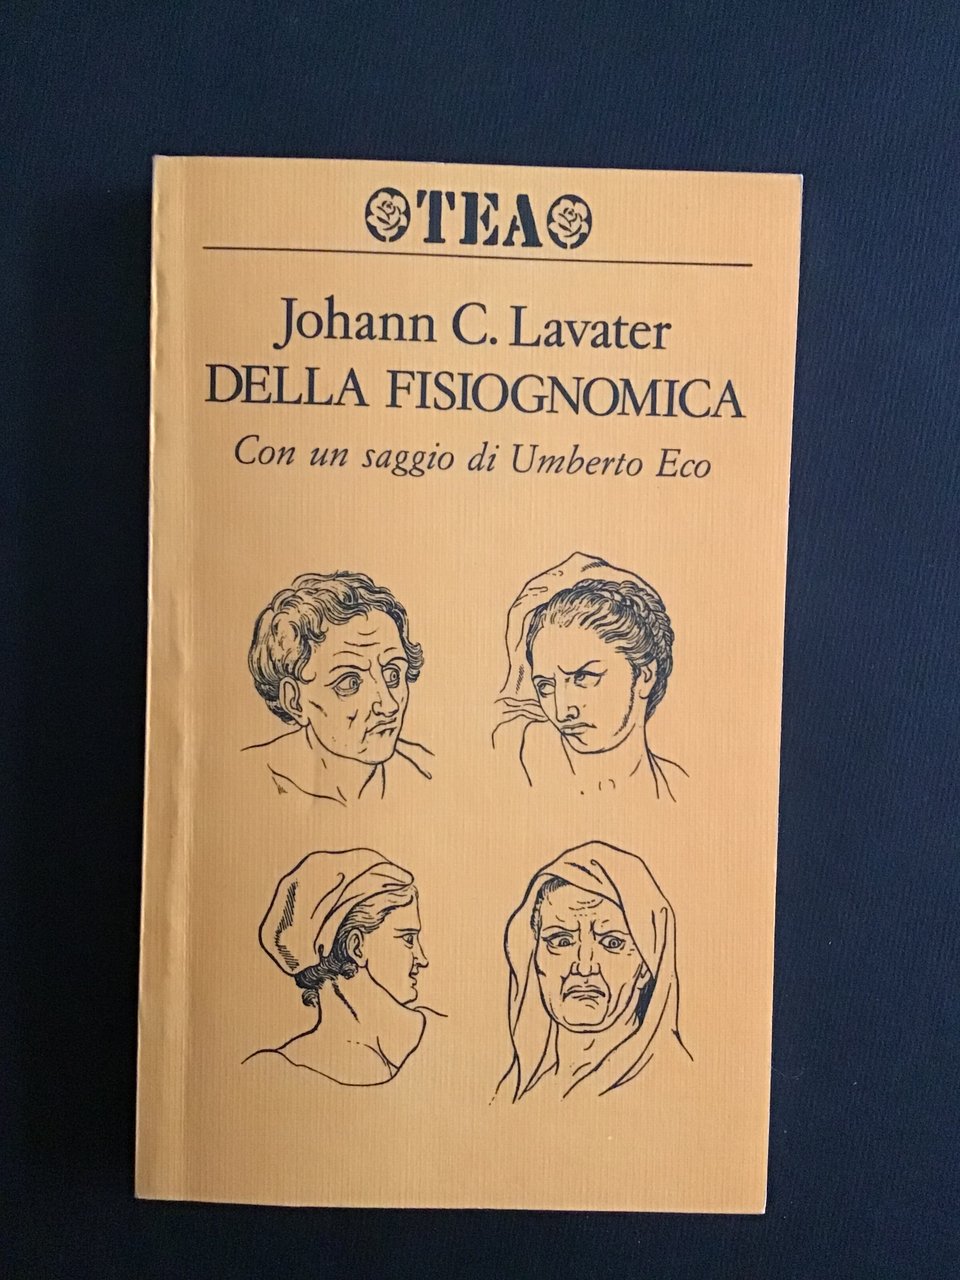 TEA
Johann C. Lavater
DELLA FISIOGNOMICA
Con un saggio di Umberto Eco